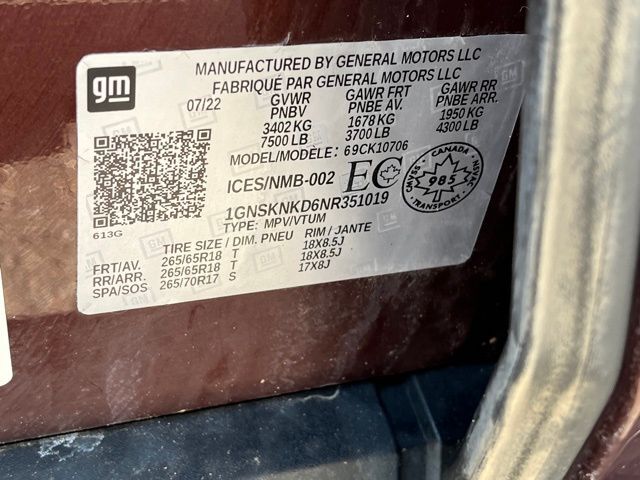 gm
MANUFACTURED BY GENERAL MOTORS LLC
FABRIQUÉ PAR GENERAL MOTORS LLC
07/22 GVWR GAWR FRT GAWR RR
PNBV PNBE AV. PNBE ARR.
3402 KG 1678 KG 1950 KG
7500 LB 3700 LB 4300 LB
MODEL/MODÈLE: 69CK10706
ICES/NMB-002 EC
CANADA 985
1GNSKNKD6NR351019
TYPE: MPV/VTUM
613G
TIRE SIZE / DIM. PNEU RIM / JANTE
FRT/AV. 265/65R18 T 18X8.5J
RR/ARR. 265/65R18 T 18X8.5J
SPA/SOS 265/70R17 S 17X8J